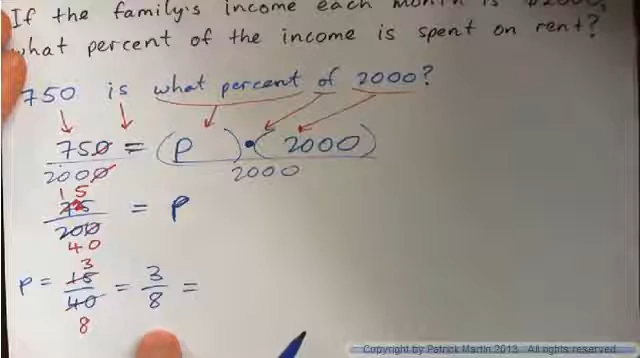 If the family's income each month is $2000,
what percent of the income is spent on rent?
750 is what percent of 2000?
750 = (p) • (2000)
2000 2000
15
75 = p
200
40
3
p = 15 = 3 =
40 8
8
Copyright by Patrick Martin 2013 All rights reserved